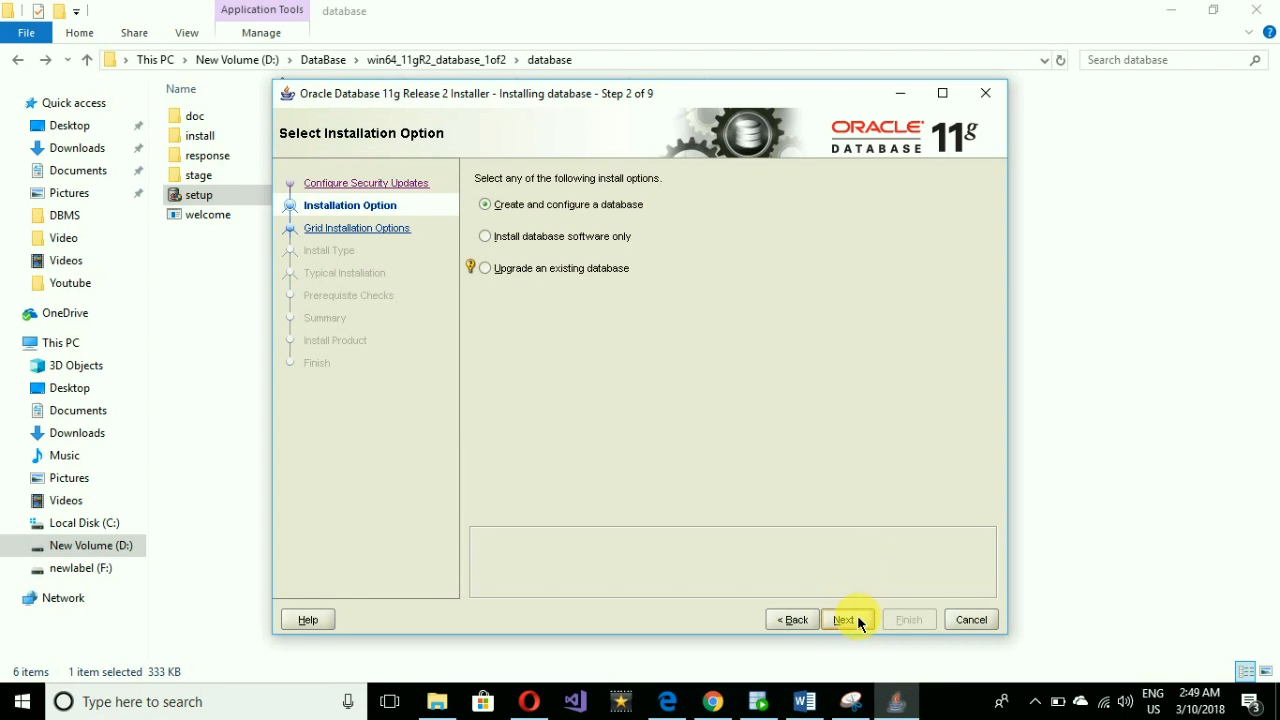 Application Tools
database
File
Home
Share
View
Manage
This PC
New Volume (D:)
DataBase
win64_11gR2_database_1of2
database
Search database
Quick access
Desktop
Downloads
Documents
Pictures
DBMS
Video
Videos
Youtube
OneDrive
This PC
3D Objects
Desktop
Documents
Downloads
Music
Pictures
Videos
Local Disk (C:)
New Volume (D:)
newlabel (F:)
Network
Name
doc
install
response
stage
setup
welcome
Oracle Database 11g Release 2 Installer - Installing database - Step 2 of 9
Select Installation Option
ORACLE
DATABASE
11g
Configure Security Updates
Installation Option
Grid Installation Options
Install Type
Typical Installation
Prerequisite Checks
Summary
Install Product
Finish
Select any of the following install options.
Create and configure a database
Install database software only
Upgrade an existing database
Help
< Back
Next
Finish
Cancel
6 items
1 item selected 333 KB
Type here to search
ENG
US
2:49 AM
3/10/2018
3